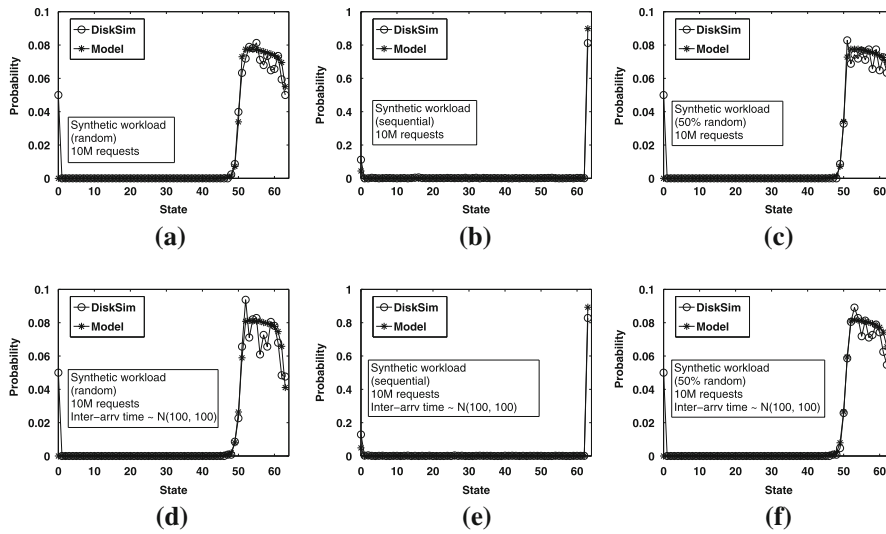 0.1
0.08
0.06
0.04
0.02
0
Probability
DiskSim
Model
Synthetic workload
(random)
10M requests
0 10 20 30 40 50 60
State
(a)
1
0.8
0.6
0.4
0.2
0
Probability
DiskSim
Model
Synthetic workload
(sequential)
10M requests
0 10 20 30 40 50 60
State
(b)
0.1
0.08
0.06
0.04
0.02
0
Probability
DiskSim
Model
Synthetic workload
(50% random)
10M requests
0 10 20 30 40 50 60
State
(c)
0.1
0.08
0.06
0.04
0.02
0
Probability
DiskSim
Model
Synthetic workload
(random)
10M requests
Inter−arrv time ~ N(100, 100)
0 10 20 30 40 50 60
State
(d)
1
0.8
0.6
0.4
0.2
0
Probability
DiskSim
Model
Synthetic workload
(sequential)
10M requests
Inter−arrv time ~ N(100, 100)
0 10 20 30 40 50 60
State
(e)
0.1
0.08
0.06
0.04
0.02
0
Probability
DiskSim
Model
Synthetic workload
(50% random)
10M requests
Inter−arrv time ~ N(100, 100)
0 10 20 30 40 50 60
State
(f)